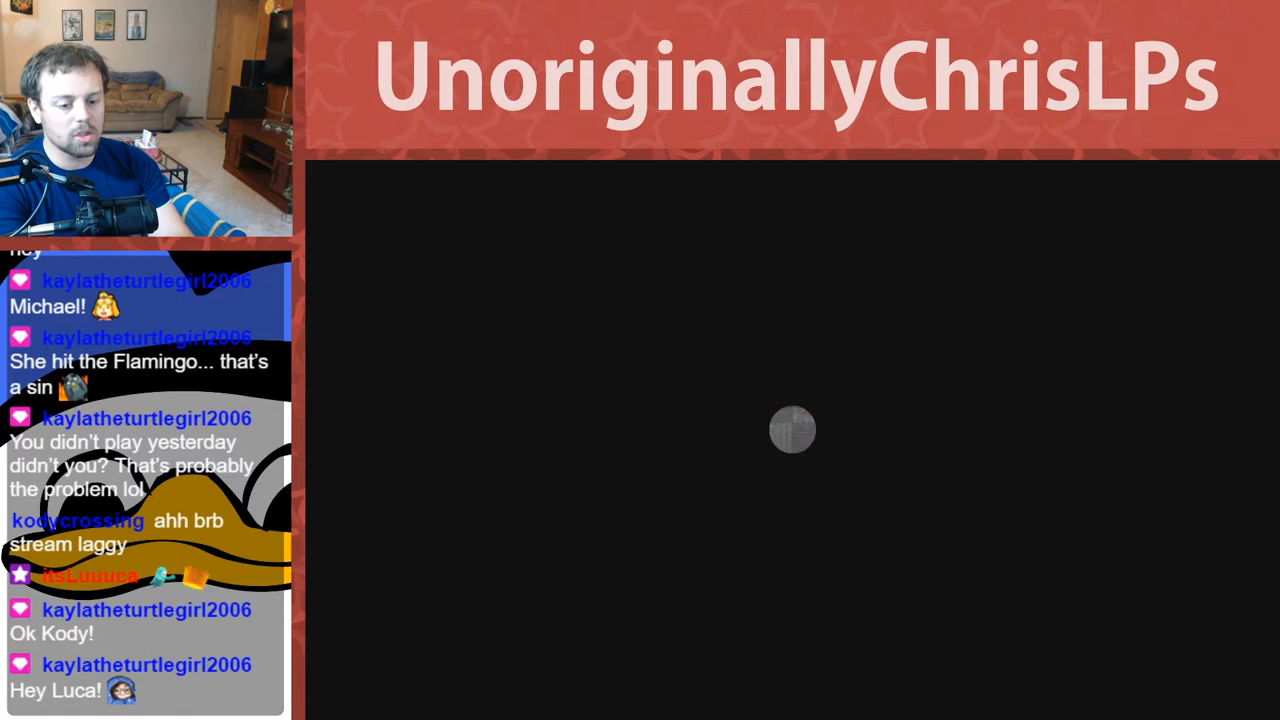 UnoriginallyChrisLPs
hey
kaylatheturtlegirl2006
Michael!
kaylatheturtlegirl2006
She hit the Flamingo... that's
a sin
kaylatheturtlegirl2006
You didn't play yesterday
didn't you? That's probably
the problem lol
kodycrossing ahh brb
stream laggy
itsLuuuca
kaylatheturtlegirl2006
Ok Kody!
kaylatheturtlegirl2006
Hey Luca!